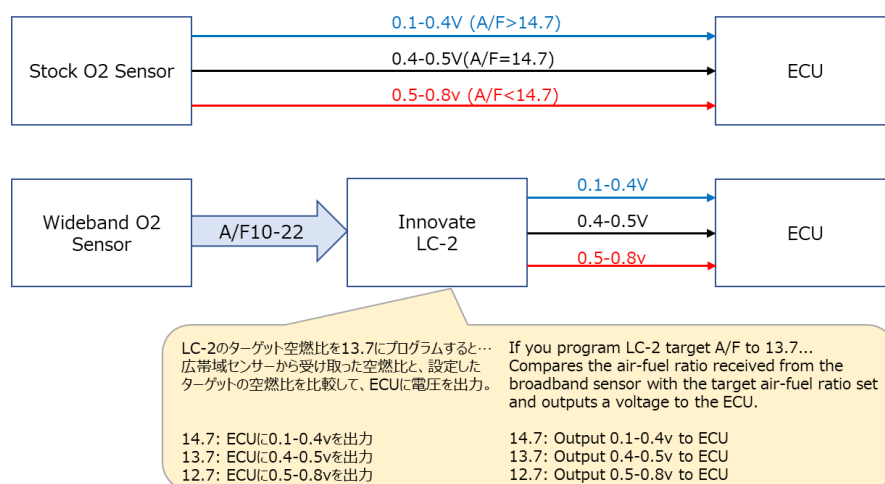 0.1-0.4V (A/F>14.7)
Stock O2 Sensor
0.4-0.5V(A/F=14.7)
ECU
0.5-0.8v (A/F<14.7)
Wideband O2
Sensor
A/F10-22
Innovate
LC-2
0.1-0.4V
0.4-0.5V
0.5-0.8v
ECU
LC-2のターゲット空燃比を13.7にプログラムすると…
広帯域センサーから受け取った空燃比と、設定した
ターゲットの空燃比を比較して、ECUに電圧を出力。
14.7: ECUに0.1-0.4vを出力
13.7: ECUに0.4-0.5vを出力
12.7: ECUに0.5-0.8vを出力
If you program LC-2 target A/F to 13.7...
Compares the air-fuel ratio received from the
broadband sensor with the target air-fuel ratio set
and outputs a voltage to the ECU.
14.7: Output 0.1-0.4v to ECU
13.7: Output 0.4-0.5v to ECU
12.7: Output 0.5-0.8v to ECU